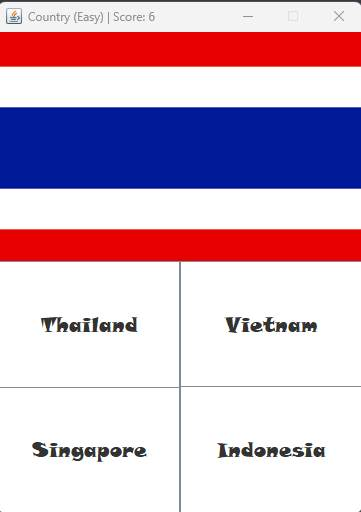 Country (Easy) | Score: 6
Thailand
Vietnam
Singapore
Indonesia